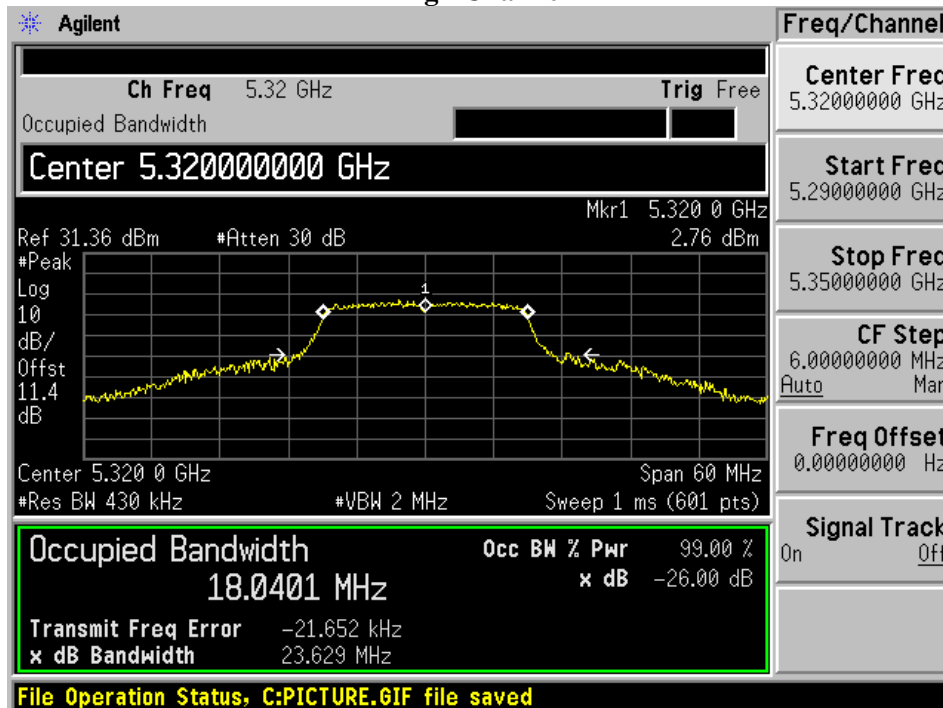 Agilent
Freq/Channel
Ch Freq 5.32 GHz Trig Free
Occupied Bandwidth
Center 5.320000000 GHz
Mkr1 5.320 0 GHz
Ref 31.36 dBm #Atten 30 dB 2.76 dBm
#Peak
Log
10
dB/
Offst
11.4
dB
1
Center 5.320 0 GHz Span 60 MHz
#Res BW 430 kHz #VBW 2 MHz Sweep 1 ms (601 pts)
Occupied Bandwidth Occ BW % Pwr 99.00 %
18.0401 MHz x dB -26.00 dB
Transmit Freq Error -21.652 kHz
x dB Bandwidth 23.629 MHz
Center Freq
5.32000000 GHz
Start Freq
5.29000000 GHz
Stop Freq
5.35000000 GHz
CF Step
6.00000000 MHz
Auto Man
Freq Offset
0.00000000 Hz
Signal Track
On Off
File Operation Status, C:PICTURE.GIF file saved